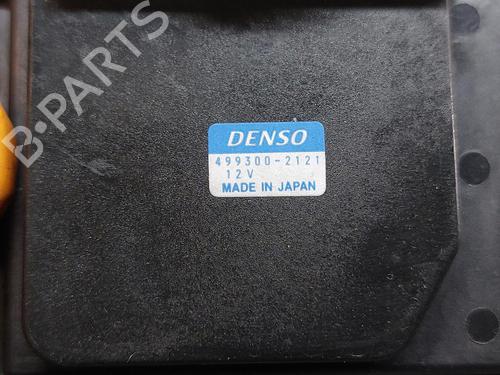 B-PARTS
DENSO
499300-2121
12V
MADE IN JAPAN